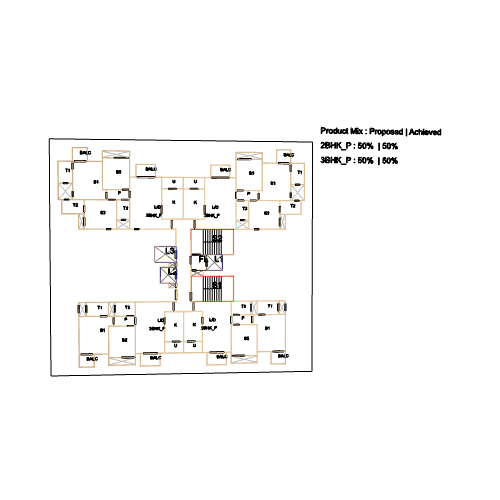 Product Mix : Proposed | Achieved
2BHK_P : 50% | 50%
3BHK_P : 50% | 50%
BALC
BALC
BALC
BALC
T1
B1
B3
P
U
U
B3
B1
T1
T2
B2
T3
L/D
3BHK_P
K
K
L/D
3BHK_P
T3
B2
T2
S2
L3
F
L1
L2
S1
T1
T2
P
B1
B2
L/D
2BHK_P
K
K
L/D
2BHK_P
T2
T1
P
B2
B1
U
U
BALC
BALC
BALC
BALC